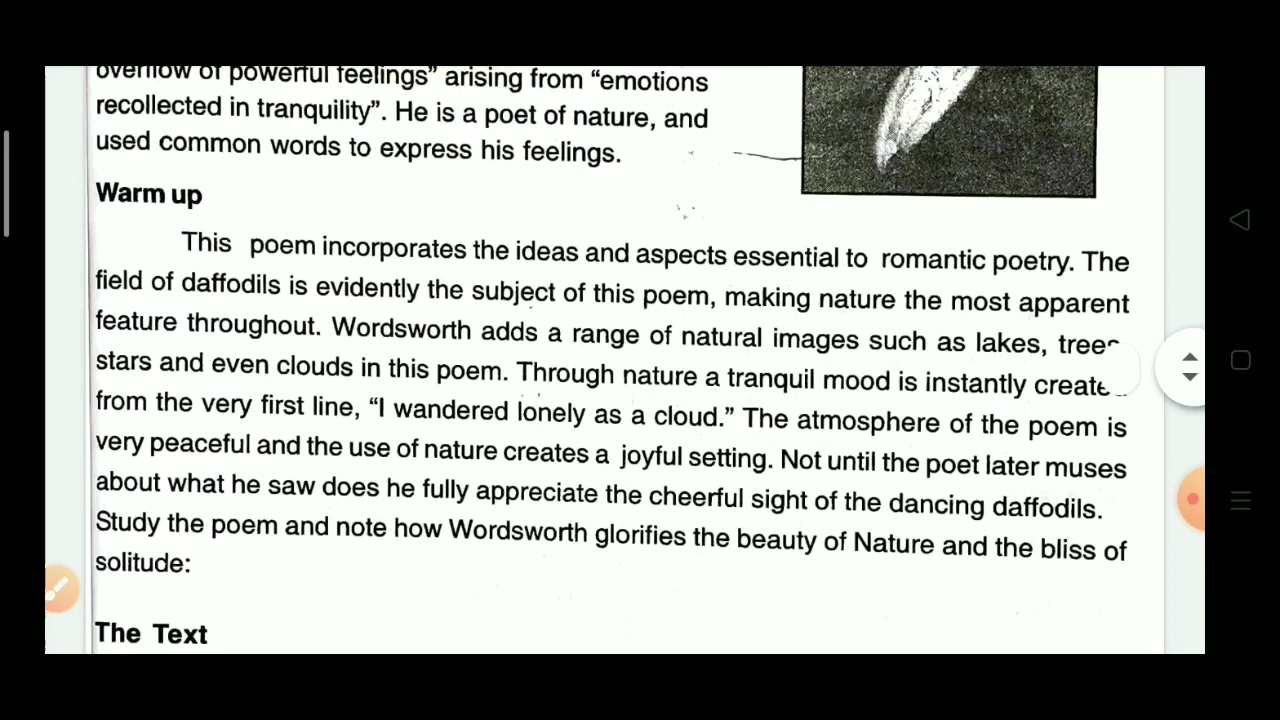 overflow of powerful feelings” arising from “emotions
recollected in tranquility”. He is a poet of nature, and
used common words to express his feelings.
Warm up
This poem incorporates the ideas and aspects essential to romantic poetry. The
field of daffodils is evidently the subject of this poem, making nature the most apparent
feature throughout. Wordsworth adds a range of natural images such as lakes, trees
stars and even clouds in this poem. Through nature a tranquil mood is instantly create
from the very first line, “I wandered lonely as a cloud.” The atmosphere of the poem is
very peaceful and the use of nature creates a joyful setting. Not until the poet later muses
about what he saw does he fully appreciate the cheerful sight of the dancing daffodils.
Study the poem and note how Wordsworth glorifies the beauty of Nature and the bliss of
solitude:
The Text